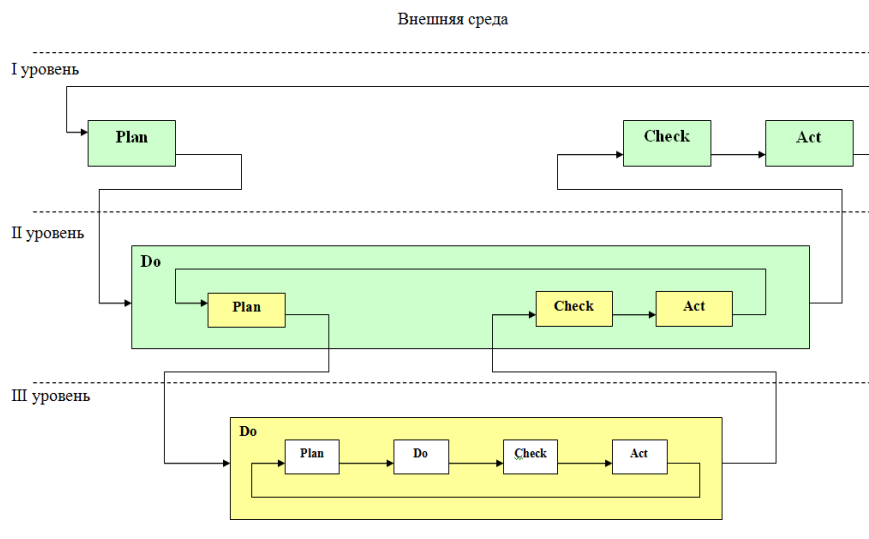 Внешняя среда
I уровень
Plan
Check
Act
II уровень
Do
Plan
Check
Act
III уровень
Do
Plan
Do
Check
Act